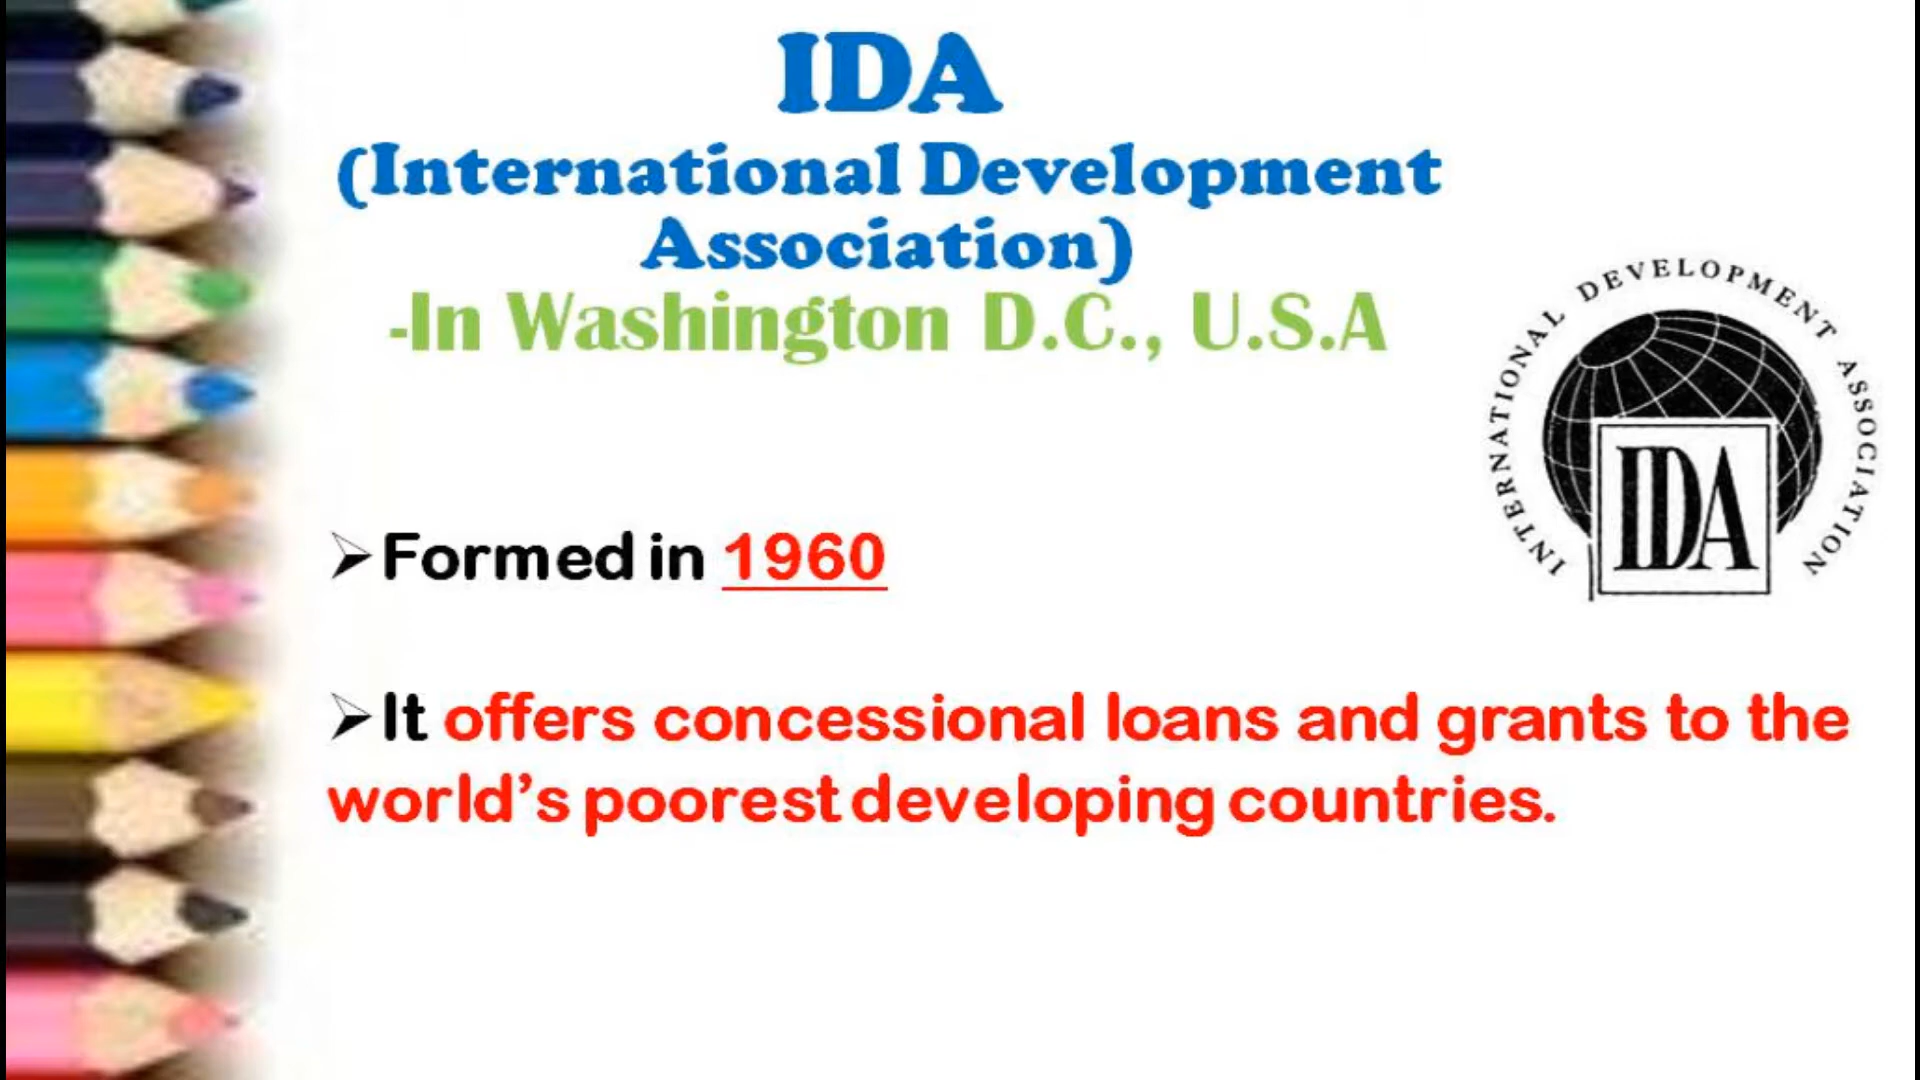 IDA
(International Development
Association)
-In Washington D.C., U.S.A
INTERNATIONAL DEVELOPMENT ASSOCIATION
IDA
➢Formed in 1960
➢It offers concessional loans and grants to the
world’s poorest developing countries.